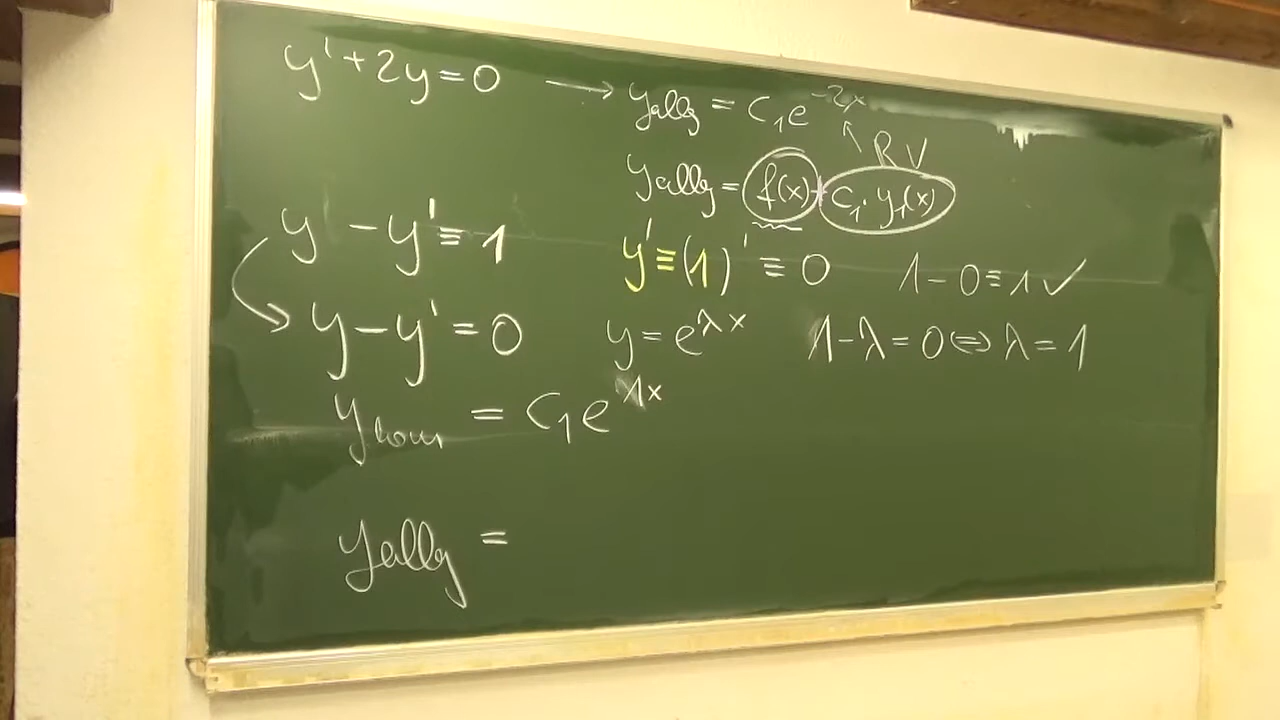 y' + 2y = 0 → y_allg = c₁e^(-2x)
↖ RV
y_allg = f(x) + c₁·y₁(x)
y - y' ≡ 1 y' ≡ (1)' ≡ 0 1 - 0 ≡ 1 ✓
y - y' = 0 y = e^(λx) 1 - λ = 0 ⇔ λ = 1
y_hom = c₁e^(1x)
y_allg =